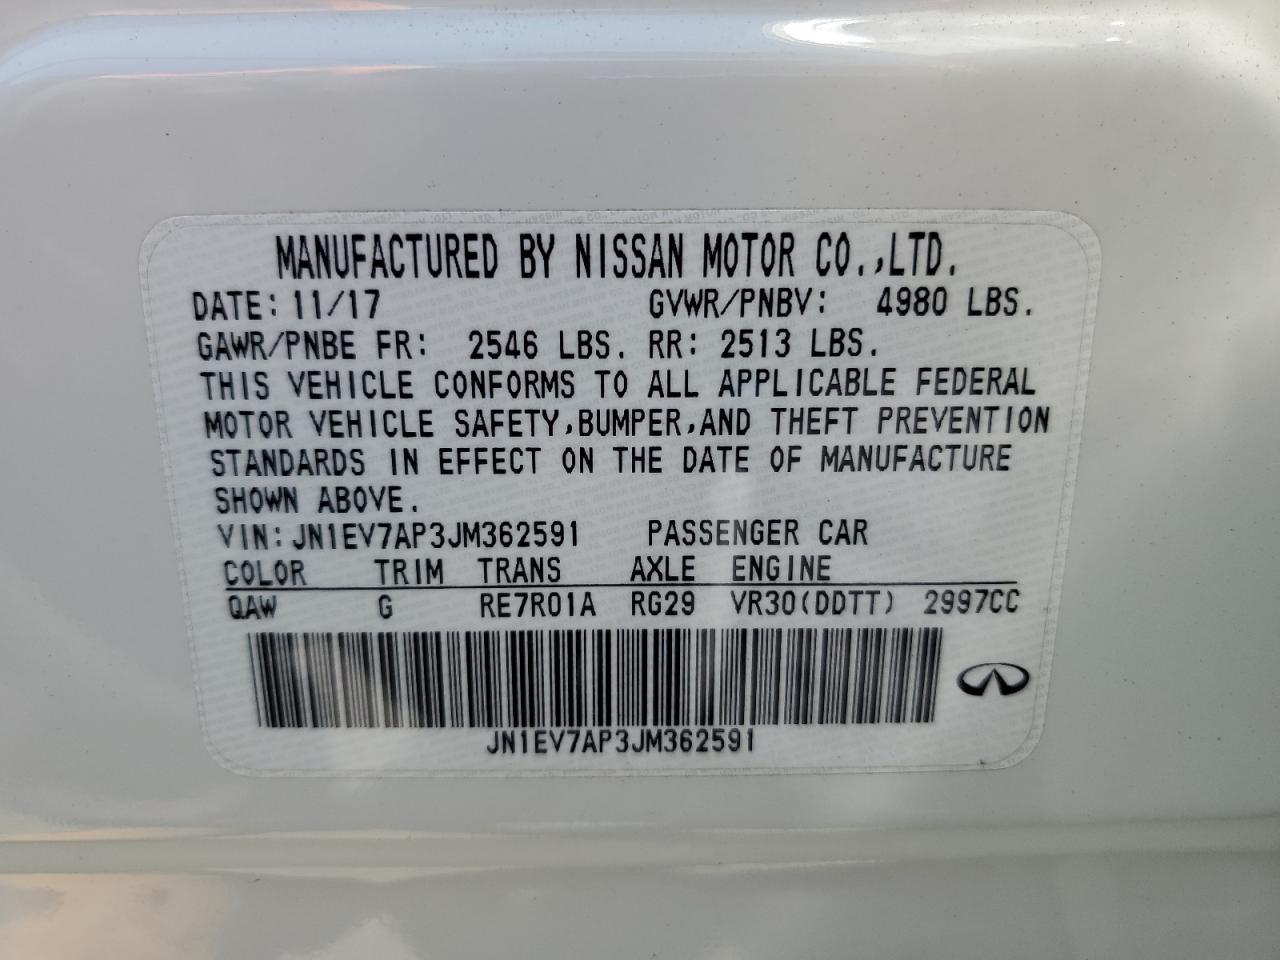 MANUFACTURED BY NISSAN MOTOR CO.,LTD.
DATE: 11/17 GVWR/PNBV: 4980 LBS.
GAWR/PNBE FR: 2546 LBS. RR: 2513 LBS.
THIS VEHICLE CONFORMS TO ALL APPLICABLE FEDERAL
MOTOR VEHICLE SAFETY,BUMPER,AND THEFT PREVENTION
STANDARDS IN EFFECT ON THE DATE OF MANUFACTURE
SHOWN ABOVE.
VIN: JN1EV7AP3JM362591 PASSENGER CAR
COLOR TRIM TRANS AXLE ENGINE
QAW G RE7R01A RG29 VR30(DDTT) 2997CC
JN1EV7AP3JM362591